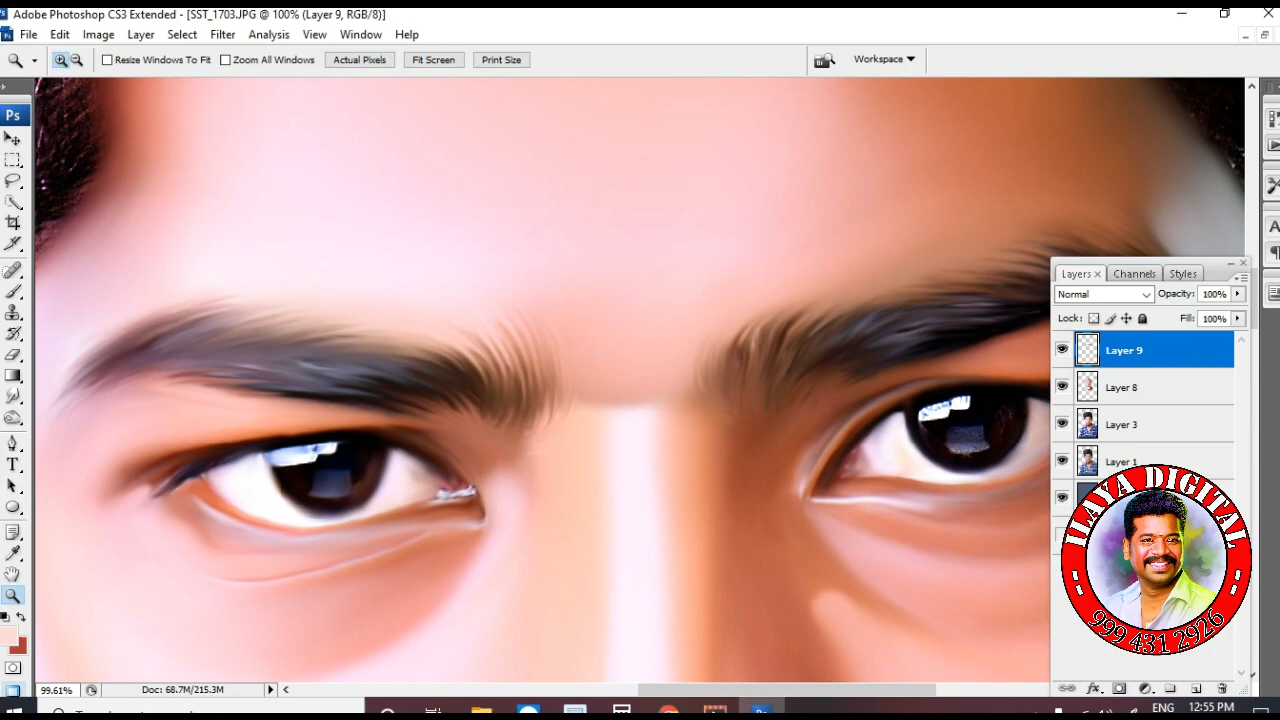 Adobe Photoshop CS3 Extended - [SST_1703.JPG @ 100% (Layer 9, RGB/8)]
File Edit Image Layer Select Filter Analysis View Window Help
Resize Windows To Fit Zoom All Windows Actual Pixels Fit Screen Print Size Workspace
Ps
Layers Channels Styles
Normal Opacity: 100%
Lock: Fill: 100%
Layer 9
Layer 8
Layer 3
Layer 1
ILAYA DIGITAL
999 431 2926
99.61% Doc: 68.7M/215.3M
ENG 12:55 PM